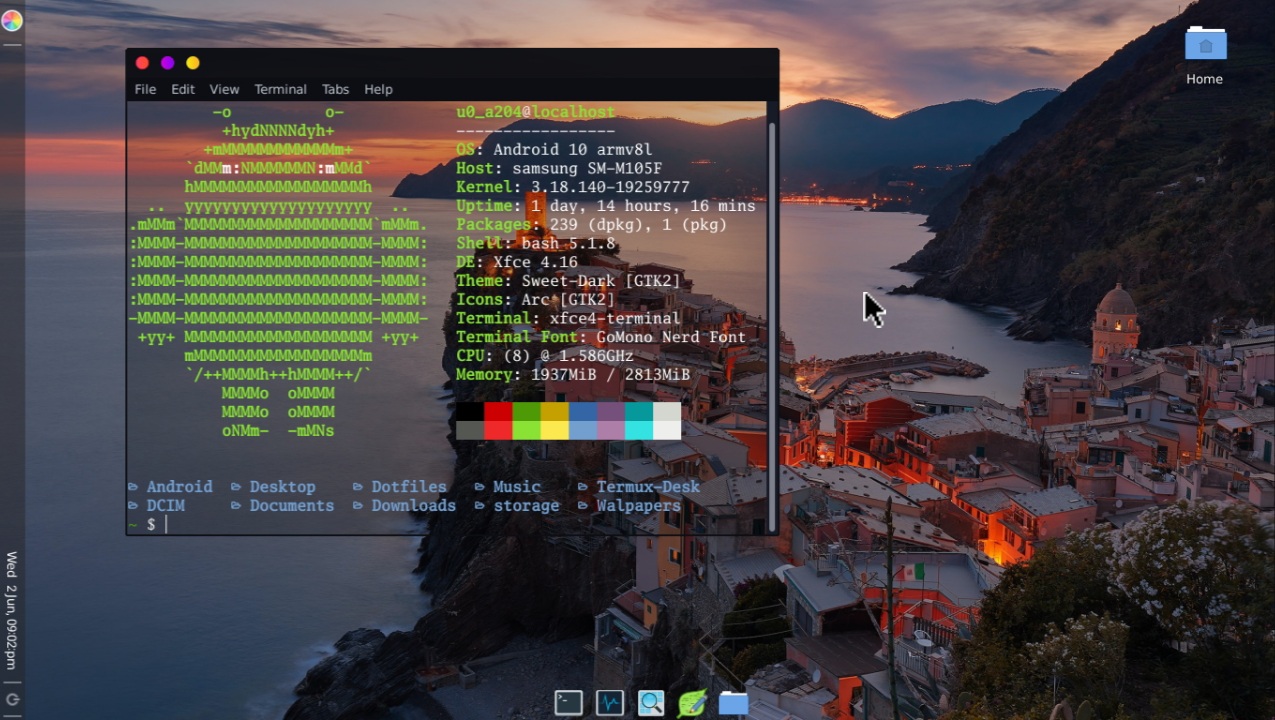 File Edit View Terminal Tabs Help
-o o-
+hydNNNNdyh+
+mMMMMMMMMMMMMm+
`dMMm:NMMMMMMN:mMMd`
hMMMMMMMMMMMMMMMMMMh
.. yyyyyyyyyyyyyyyyyyyy ..
.mMMm`MMMMMMMMMMMMMMMMMMMM`mMMm.
:MMMM-MMMMMMMMMMMMMMMMMMMM-MMMM:
:MMMM-MMMMMMMMMMMMMMMMMMMM-MMMM:
:MMMM-MMMMMMMMMMMMMMMMMMMM-MMMM:
:MMMM-MMMMMMMMMMMMMMMMMMMM-MMMM:
-MMMM-MMMMMMMMMMMMMMMMMMMM-MMMM-
+yy+ MMMMMMMMMMMMMMMMMMMM +yy+
mMMMMMMMMMMMMMMMMMMm
`/++MMMMh++hMMMM++/`
MMMMo oMMMM
MMMMo oMMMM
oNMm- -mMNs
u0_a204@localhost
-----------------
OS: Android 10 armv8l
Host: samsung SM-M105F
Kernel: 3.18.140-19259777
Uptime: 1 day, 14 hours, 16 mins
Packages: 239 (dpkg), 1 (pkg)
Shell: bash 5.1.8
DE: Xfce 4.16
Theme: Sweet-Dark [GTK2]
Icons: Arc [GTK2]
Terminal: xfce4-terminal
Terminal Font: GoMono Nerd Font
CPU: (8) @ 1.586GHz
Memory: 1937MiB / 2813MiB
Android Desktop Dotfiles Music Termux-Desk
DCIM Documents Downloads storage Walpapers
~ $
Home
Wed 2 Jun, 09:02pm